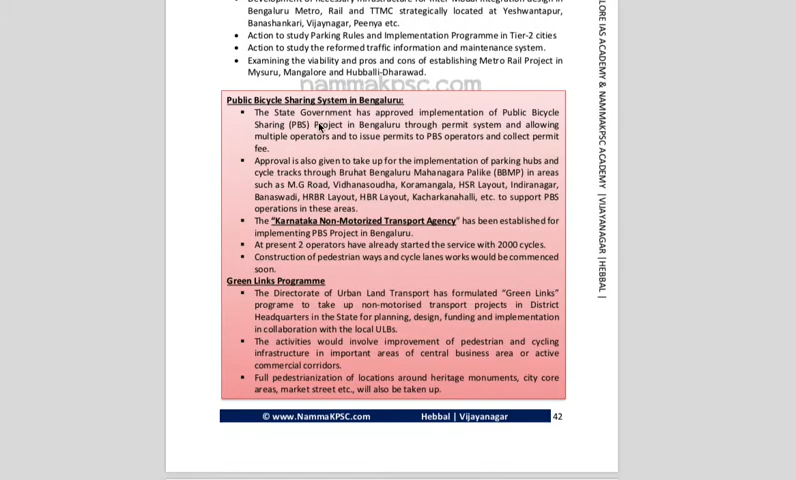 Development of necessary infrastructure for Inter Modal Integration design in
Bengaluru Metro, Rail and TTMC strategically located at Yeshwantapur,
Banashankari, Vijaynagar, Peenya etc.
• Action to study Parking Rules and Implementation Programme in Tier-2 cities
• Action to study the reformed traffic information and maintenance system.
• Examining the viability and pros and cons of establishing Metro Rail Project in
Mysuru, Mangalore and Hubballi-Dharawad.
nammakpsc.com
Public Bicycle Sharing System in Bengaluru:
▪ The State Government has approved implementation of Public Bicycle
Sharing (PBS) Project in Bengaluru through permit system and allowing
multiple operators and to issue permits to PBS operators and collect permit
fee.
▪ Approval is also given to take up for the implementation of parking hubs and
cycle tracks through Bruhat Bengaluru Mahanagara Palike (BBMP) in areas
such as M.G Road, Vidhanasoudha, Koramangala, HSR Layout, Indiranagar,
Banaswadi, HRBR Layout, HBR Layout, Kacharkanahalli, etc. to support PBS
operations in these areas.
▪ The “Karnataka Non-Motorized Transport Agency” has been established for
implementing PBS Project in Bengaluru.
▪ At present 2 operators have already started the service with 2000 cycles.
▪ Construction of pedestrian ways and cycle lanes works would be commenced
soon.
Green Links Programme
▪ The Directorate of Urban Land Transport has formulated “Green Links”
programe to take up non-motorised transport projects in District
Headquarters in the State for planning, design, funding and implementation
in collaboration with the local ULBs.
▪ The activities would involve improvement of pedestrian and cycling
infrastructure in important areas of central business area or active
commercial corridors.
▪ Full pedestrianization of locations around heritage monuments, city core
areas, market street etc., will also be taken up.
© www.NammaKPSC.com Hebbal | Vijayanagar 42
LORE IAS ACADEMY & NAMMAKPSC ACADEMY |VIJAYANAGAR |HEBBAL |